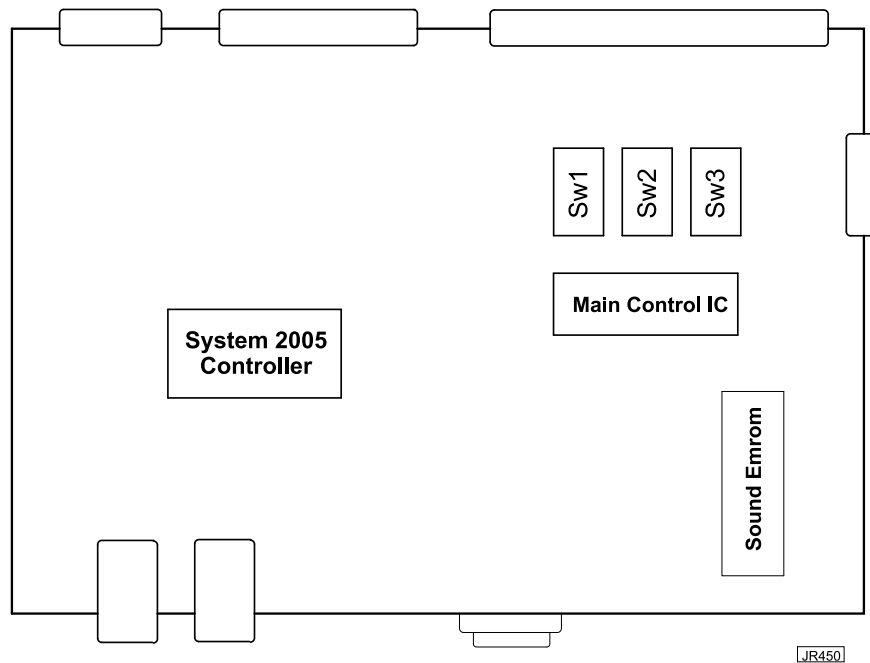 Sw1
Sw2
Sw3
Main Control IC
System 2005
Controller
Sound Emrom
JR450